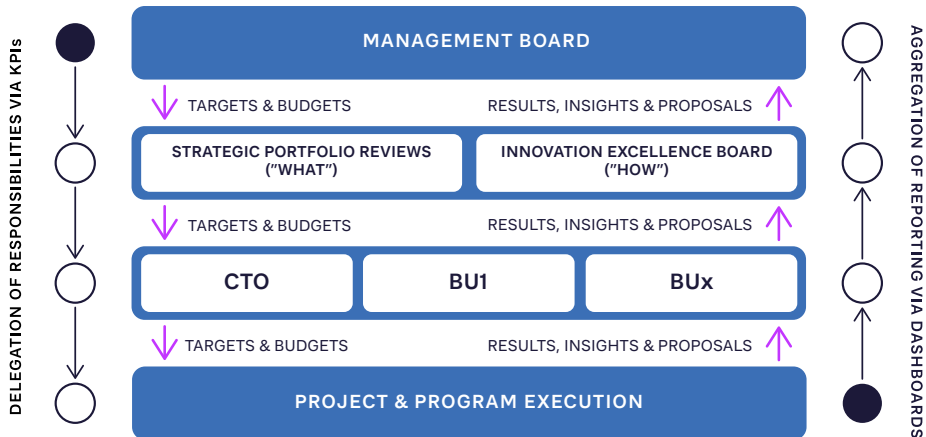 DELEGATION OF RESPONSIBILITIES VIA KPIs
MANAGEMENT BOARD
TARGETS & BUDGETS
RESULTS, INSIGHTS & PROPOSALS
STRATEGIC PORTFOLIO REVIEWS
("WHAT")
INNOVATION EXCELLENCE BOARD
("HOW")
TARGETS & BUDGETS
RESULTS, INSIGHTS & PROPOSALS
CTO
BU1
BUx
TARGETS & BUDGETS
RESULTS, INSIGHTS & PROPOSALS
PROJECT & PROGRAM EXECUTION
AGGREGATION OF REPORTING VIA DASHBOARDS